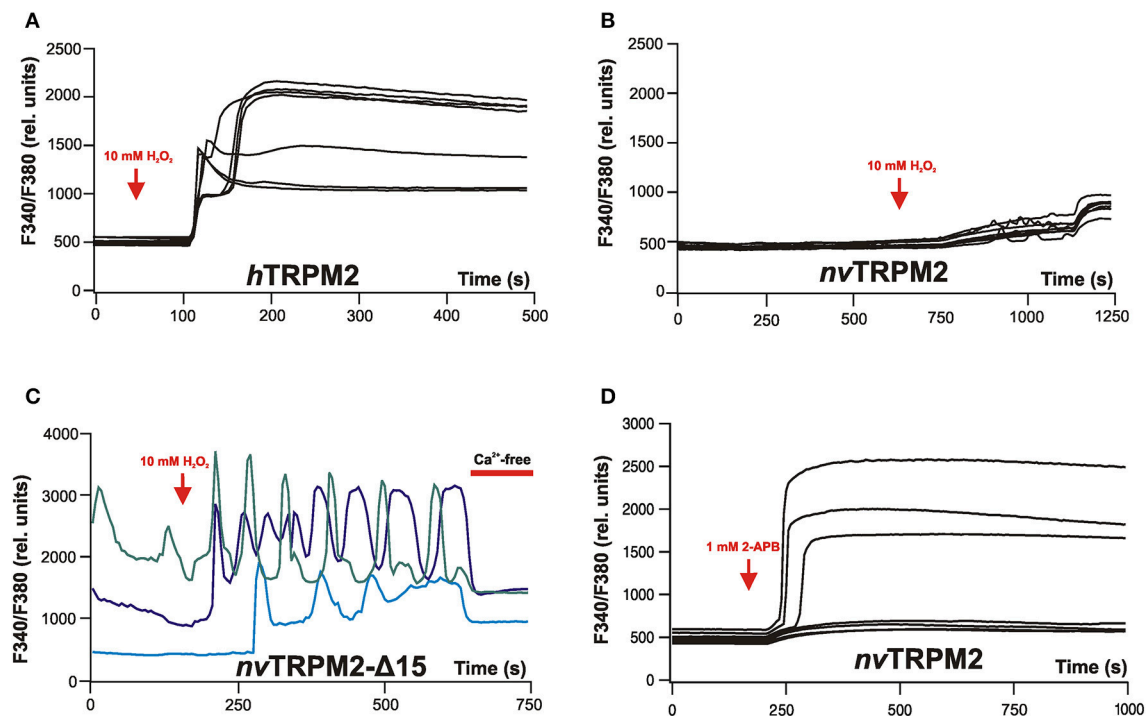 A
F340/F380 (rel. units)
2500
2000
1500
1000
500
0
10 mM H₂O₂
hTRPM2
Time (s)
0 100 200 300 400 500
B
F340/F380 (rel. units)
2500
2000
1500
1000
500
0
10 mM H₂O₂
nvTRPM2
Time (s)
0 250 500 750 1000 1250
C
F340/F380 (rel. units)
4000
3000
2000
1000
0
10 mM H₂O₂
Ca²⁺-free
nvTRPM2-Δ15
Time (s)
0 250 500 750
D
F340/F380 (rel. units)
3000
2500
2000
1500
1000
500
0
1 mM 2-APB
nvTRPM2
Time (s)
0 250 500 750 1000